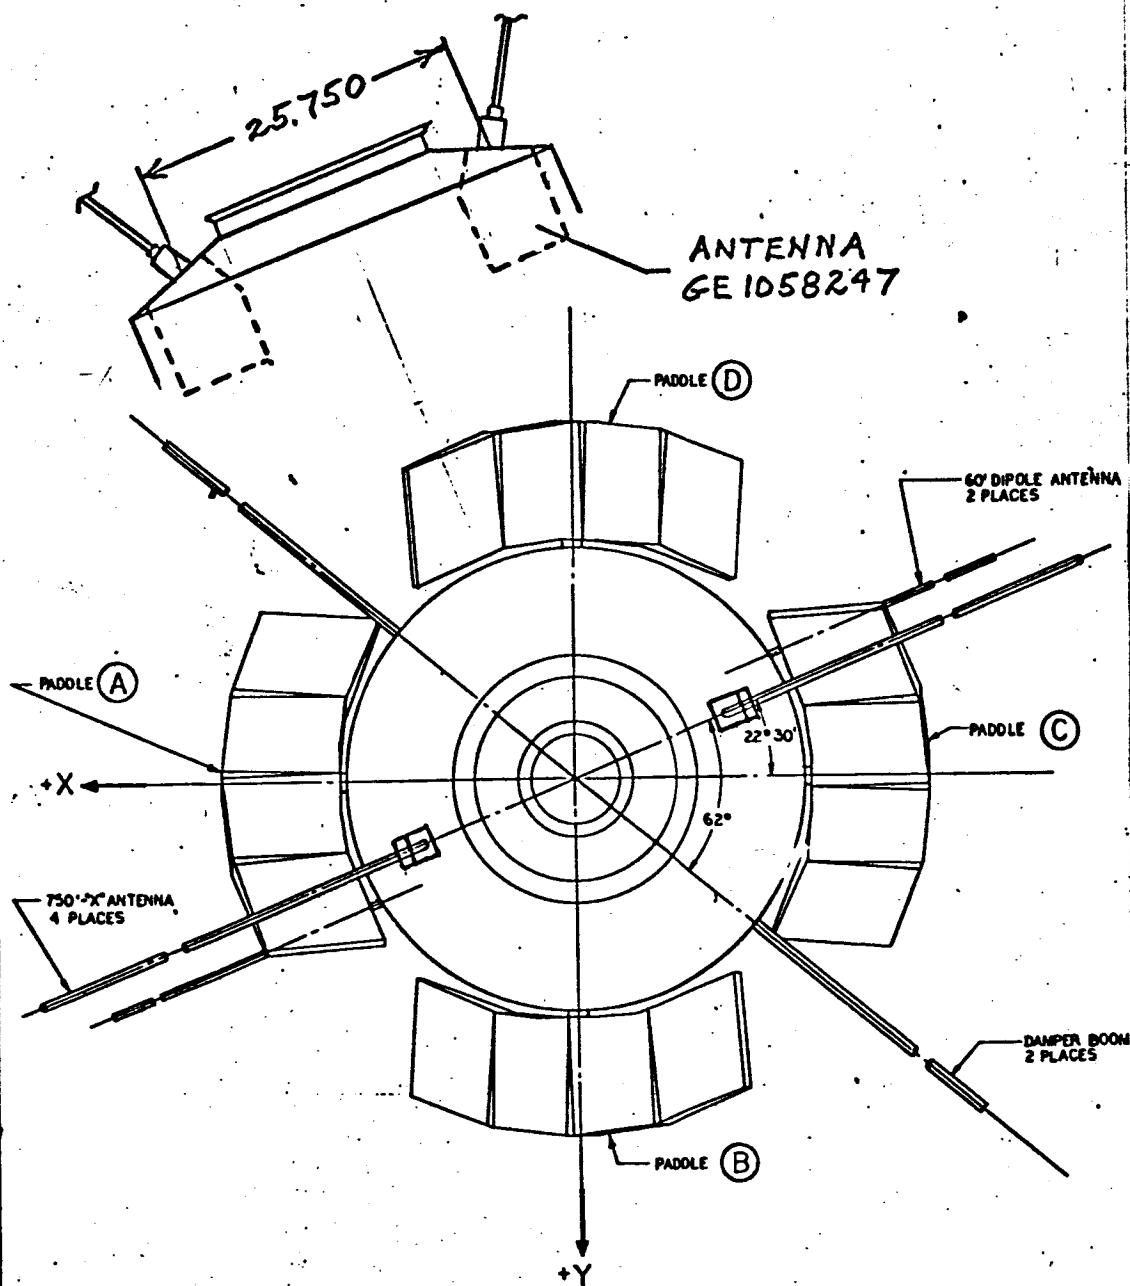 25.750
ANTENNA
GE 1058247
PADDLE D
60' DIPOLE ANTENNA
2 PLACES
PADDLE A
PADDLE C
22° 30'
+X
62°
750'-"X" ANTENNA
4 PLACES
DAMPER BOOM
2 PLACES
PADDLE B
+Y